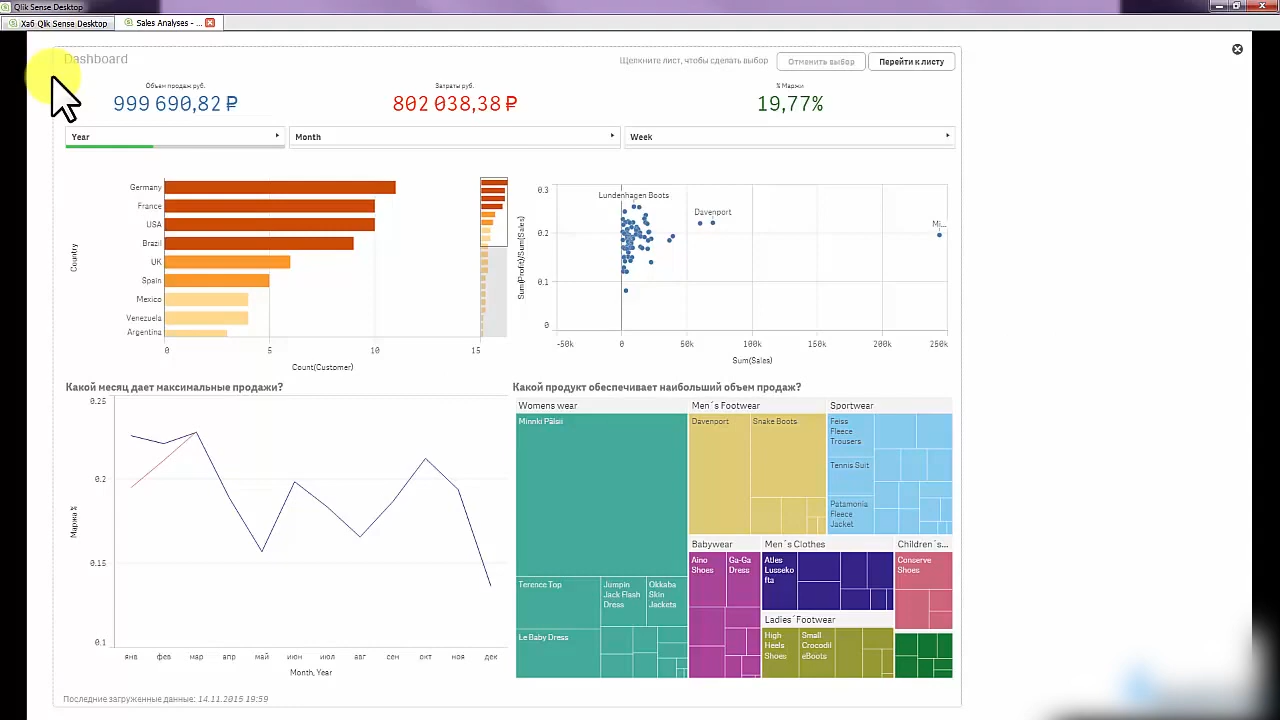 Qlik Sense Desktop
Хаб Qlik Sense Desktop
Sales Analyses - ...
Dashboard
Щелкните лист, чтобы сделать выбор
Отменить выбор
Перейти к листу
Объем продаж руб.
999 690,82 ₽
Затраты руб.
802 038,38 ₽
% Маржи
19,77%
Year
Month
Week
Country
Germany
France
USA
Brazil
UK
Spain
Mexico
Venezuela
Argentina
0
5
10
15
Count(Customer)
Sum(Profit)/Sum(Sales)
0.3
0.2
0.1
0
Lundenhagen Boots
Davenport
Mi...
-50k
0
50k
100k
150k
200k
250k
Sum(Sales)
Какой месяц дает максимальные продажи?
Маржа %
0.25
0.2
0.15
0.1
янв
фев
мар
апр
май
июн
июл
авг
сен
окт
ноя
дек
Month, Year
Какой продукт обеспечивает наибольший объем продаж?
Womens wear
Minnki Pälsii
Terence Top
Jumpin
Jack Flash
Dress
Okkaba
Skin
Jackets
Le Baby Dress
Men´s Footwear
Davenport
Snake Boots
Sportwear
Feiss
Fleece
Trousers
Tennis Suit
Patamonia
Fleece
Jacket
Babywear
Aino
Shoes
Ga-Ga
Dress
Men´s Clothes
Atles
Lusseko
fta
Ladies´Footwear
High
Heels
Shoes
Small
Crocodil
eBoots
Children´s...
Conserve
Shoes
Последние загруженные данные: 14.11.2015 19:59